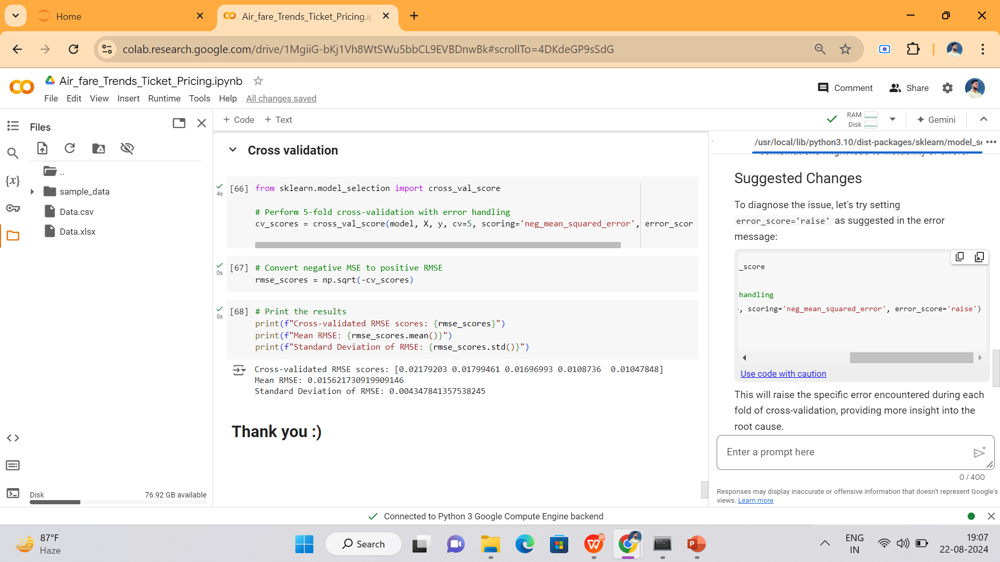 Home
Air_fare_Trends_Ticket_Pricing.ip
colab.research.google.com/drive/1MgiiG-bKj1Vh8WtSWu5bbCL9EVBDnwBk#scrollTo=4DKdeGP9sSdG
Air_fare_Trends_Ticket_Pricing.ipynb
File Edit View Insert Runtime Tools Help All changes saved
Comment Share
Files
+ Code + Text
RAM
Disk
Gemini
/usr/local/lib/python3.10/dist-packages/sklearn/model_se
..
sample_data
Data.csv
Data.xlsx
{x}
Cross validation
4s
[66] from sklearn.model_selection import cross_val_score
# Perform 5-fold cross-validation with error handling
cv_scores = cross_val_score(model, X, y, cv=5, scoring='neg_mean_squared_error', error_scor
0s
[67] # Convert negative MSE to positive RMSE
rmse_scores = np.sqrt(-cv_scores)
0s
[68] # Print the results
print(f"Cross-validated RMSE scores: {rmse_scores}")
print(f"Mean RMSE: {rmse_scores.mean()}")
print(f"Standard Deviation of RMSE: {rmse_scores.std()}")
Cross-validated RMSE scores: [0.02179203 0.01799461 0.01696993 0.0108736  0.01047848]
Mean RMSE: 0.015621730919909146
Standard Deviation of RMSE: 0.004347841357538245
Thank you :)
Suggested Changes
To diagnose the issue, let's try setting
error_score='raise' as suggested in the error
message:
_score
handling
, scoring='neg_mean_squared_error', error_score='raise')
Use code with caution
This will raise the specific error encountered during each
fold of cross-validation, providing more insight into the
root cause.
Enter a prompt here
0 / 400
Responses may display inaccurate or offensive information that doesn't represent Google's
views. Learn more
Disk 76.92 GB available
Connected to Python 3 Google Compute Engine backend
87°F
Haze
Search
ENG
IN
19:07
22-08-2024